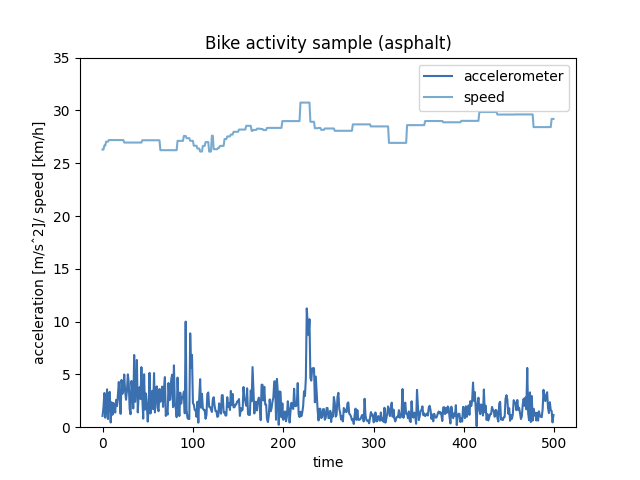 Bike activity sample (asphalt)
35
30
25
20
15
10
5
0
acceleration [m/s^2]/ speed [km/h]
accelerometer
speed
0 100 200 300 400 500
time